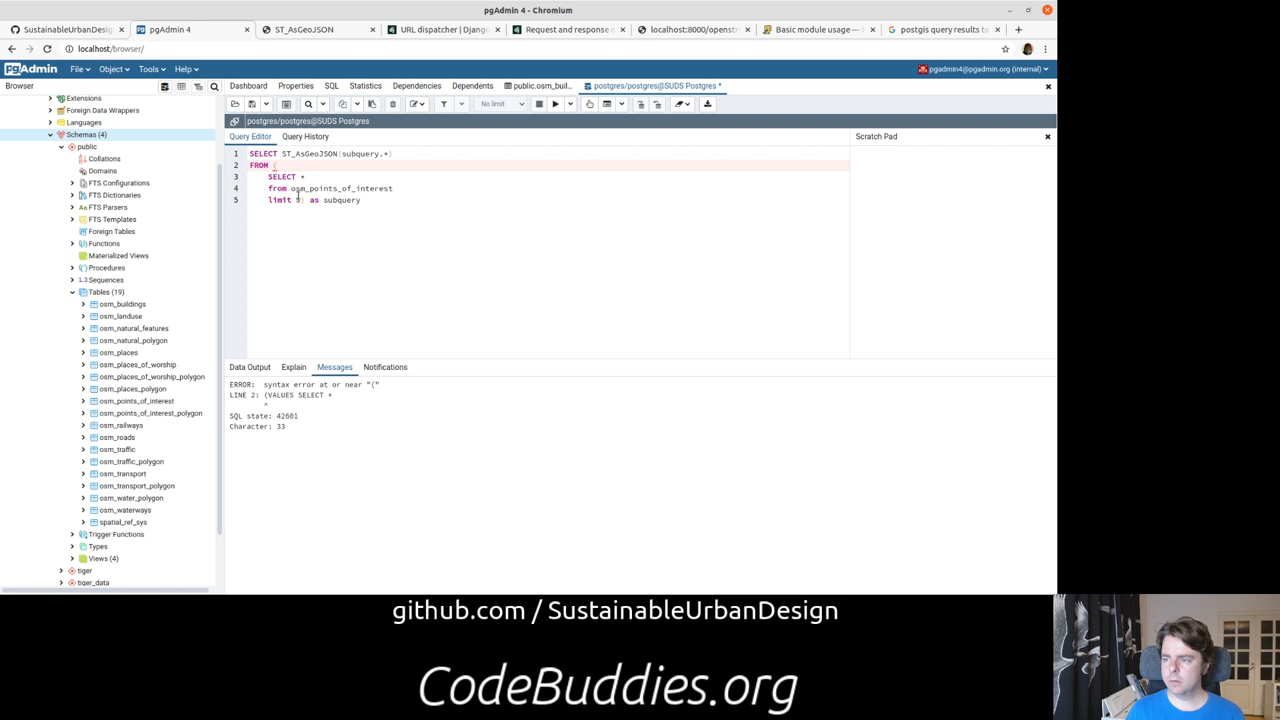 pgAdmin 4 - Chromium
SustainableUrbanDesig
pgAdmin 4
ST_AsGeoJSON
URL dispatcher | Djang
Request and response o
localhost:8000/openstr
Basic module usage —
postgis query results to
localhost/browser/
pgAdmin File Object Tools Help
pgadmin4@pgadmin.org (internal)
Browser
Dashboard Properties SQL Statistics Dependencies Dependents public.osm_buil... postgres/postgres@SUDS Postgres *
No limit
postgres/postgres@SUDS Postgres
Query Editor Query History
Scratch Pad
Extensions
Foreign Data Wrappers
Languages
Schemas (4)
public
Collations
Domains
FTS Configurations
FTS Dictionaries
FTS Parsers
FTS Templates
Foreign Tables
Functions
Materialized Views
Procedures
1.3 Sequences
Tables (19)
osm_buildings
osm_landuse
osm_natural_features
osm_natural_polygon
osm_places
osm_places_of_worship
osm_places_of_worship_polygon
osm_places_polygon
osm_points_of_interest
osm_points_of_interest_polygon
osm_railways
osm_roads
osm_traffic
osm_traffic_polygon
osm_transport
osm_transport_polygon
osm_water_polygon
osm_waterways
spatial_ref_sys
Trigger Functions
Types
Views (4)
tiger
tiger_data
1 SELECT ST_AsGeoJSON(subquery.*)
2 FROM (
3 SELECT *
4 from osm_points_of_interest
5 limit 5) as subquery
Data Output Explain Messages Notifications
ERROR: syntax error at or near "("
LINE 2: (VALUES SELECT *
^
SQL state: 42601
Character: 33
github.com / SustainableUrbanDesign
CodeBuddies.org